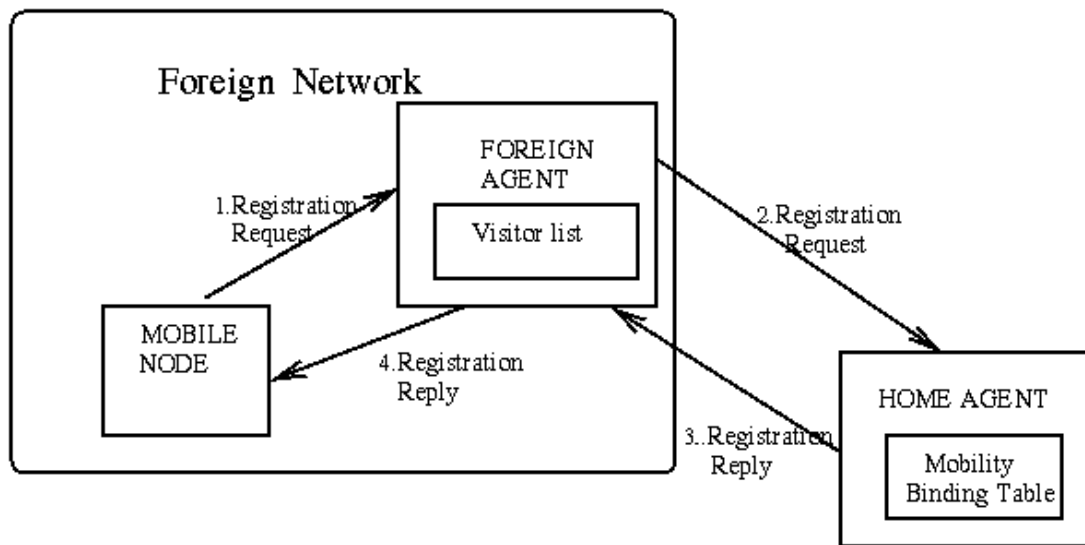 Foreign Network
FOREIGN
AGENT
Visitor list
1.Registration
Request
2.Registration
Request
MOBILE
NODE
4.Registration
Reply
HOME AGENT
3..Registration
Reply
Mobility
Binding Table